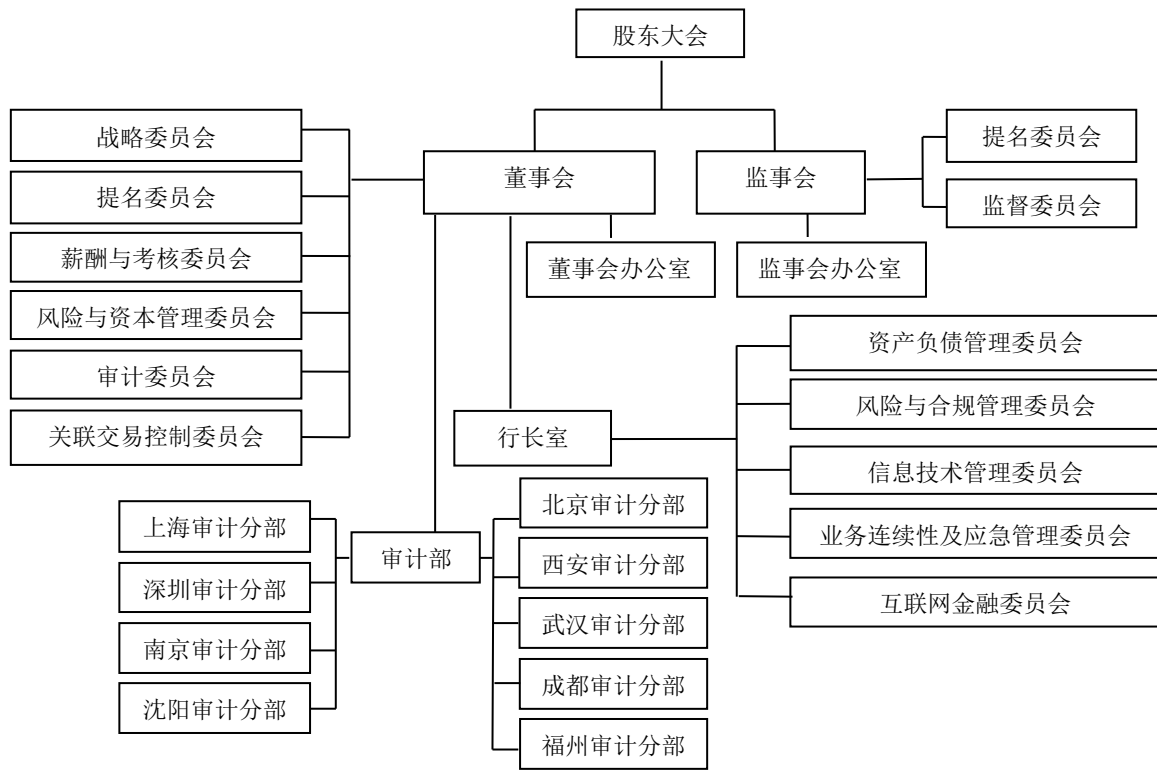 股东大会
战略委员会
提名委员会
薪酬与考核委员会
风险与资本管理委员会
审计委员会
关联交易控制委员会
董事会
监事会
提名委员会
监督委员会
董事会办公室
监事会办公室
行长室
资产负债管理委员会
风险与合规管理委员会
信息技术管理委员会
业务连续性及应急管理委员会
互联网金融委员会
审计部
上海审计分部
深圳审计分部
南京审计分部
沈阳审计分部
北京审计分部
西安审计分部
武汉审计分部
成都审计分部
福州审计分部